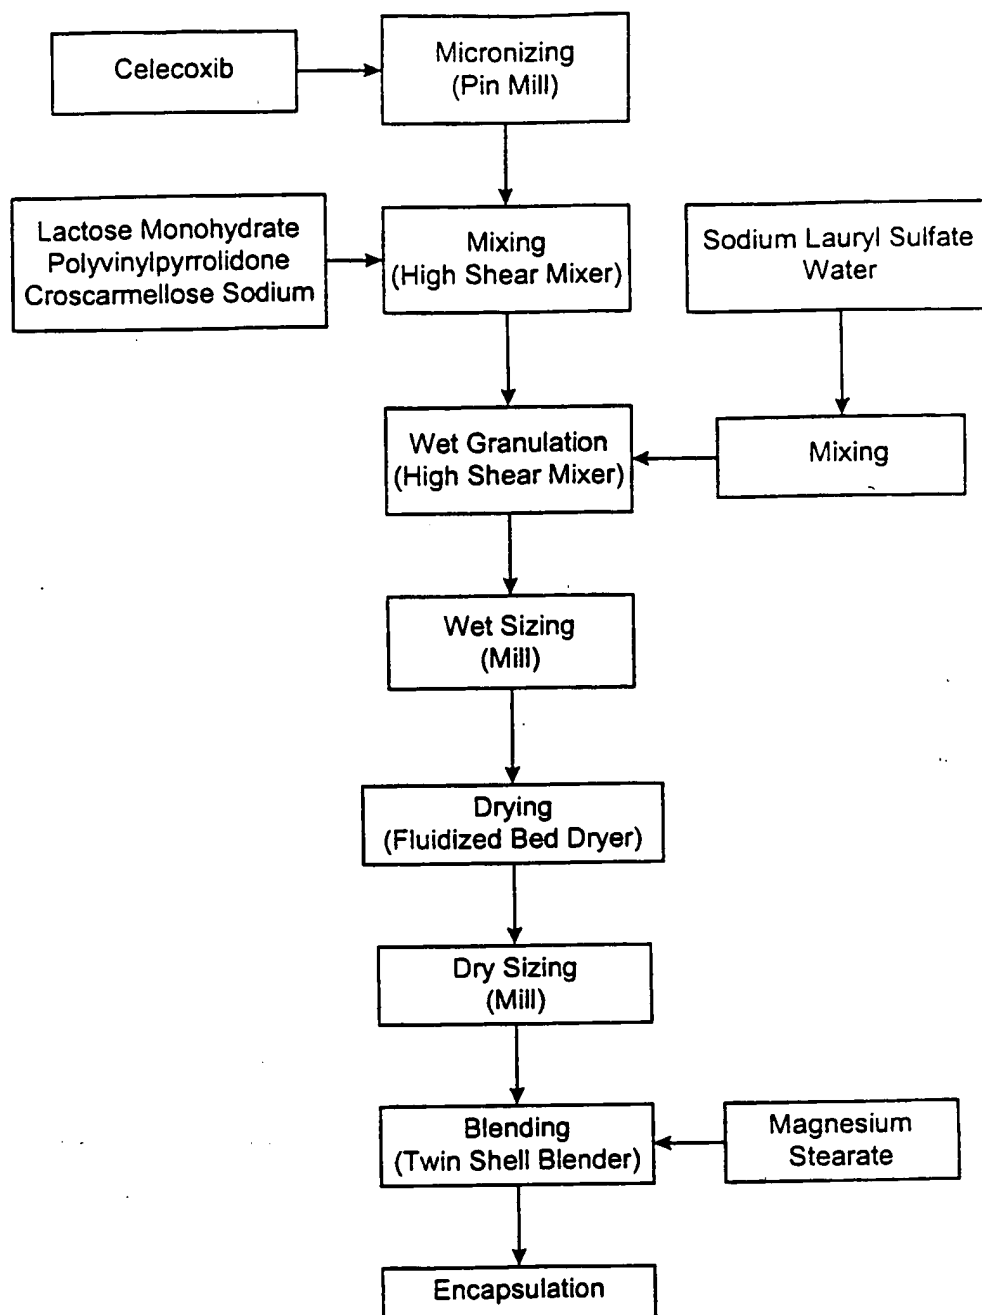 Celecoxib
Micronizing
(Pin Mill)
Lactose Monohydrate
Polyvinylpyrrolidone
Croscarmellose Sodium
Mixing
(High Shear Mixer)
Sodium Lauryl Sulfate
Water
Wet Granulation
(High Shear Mixer)
Mixing
Wet Sizing
(Mill)
Drying
(Fluidized Bed Dryer)
Dry Sizing
(Mill)
Blending
(Twin Shell Blender)
Magnesium
Stearate
Encapsulation